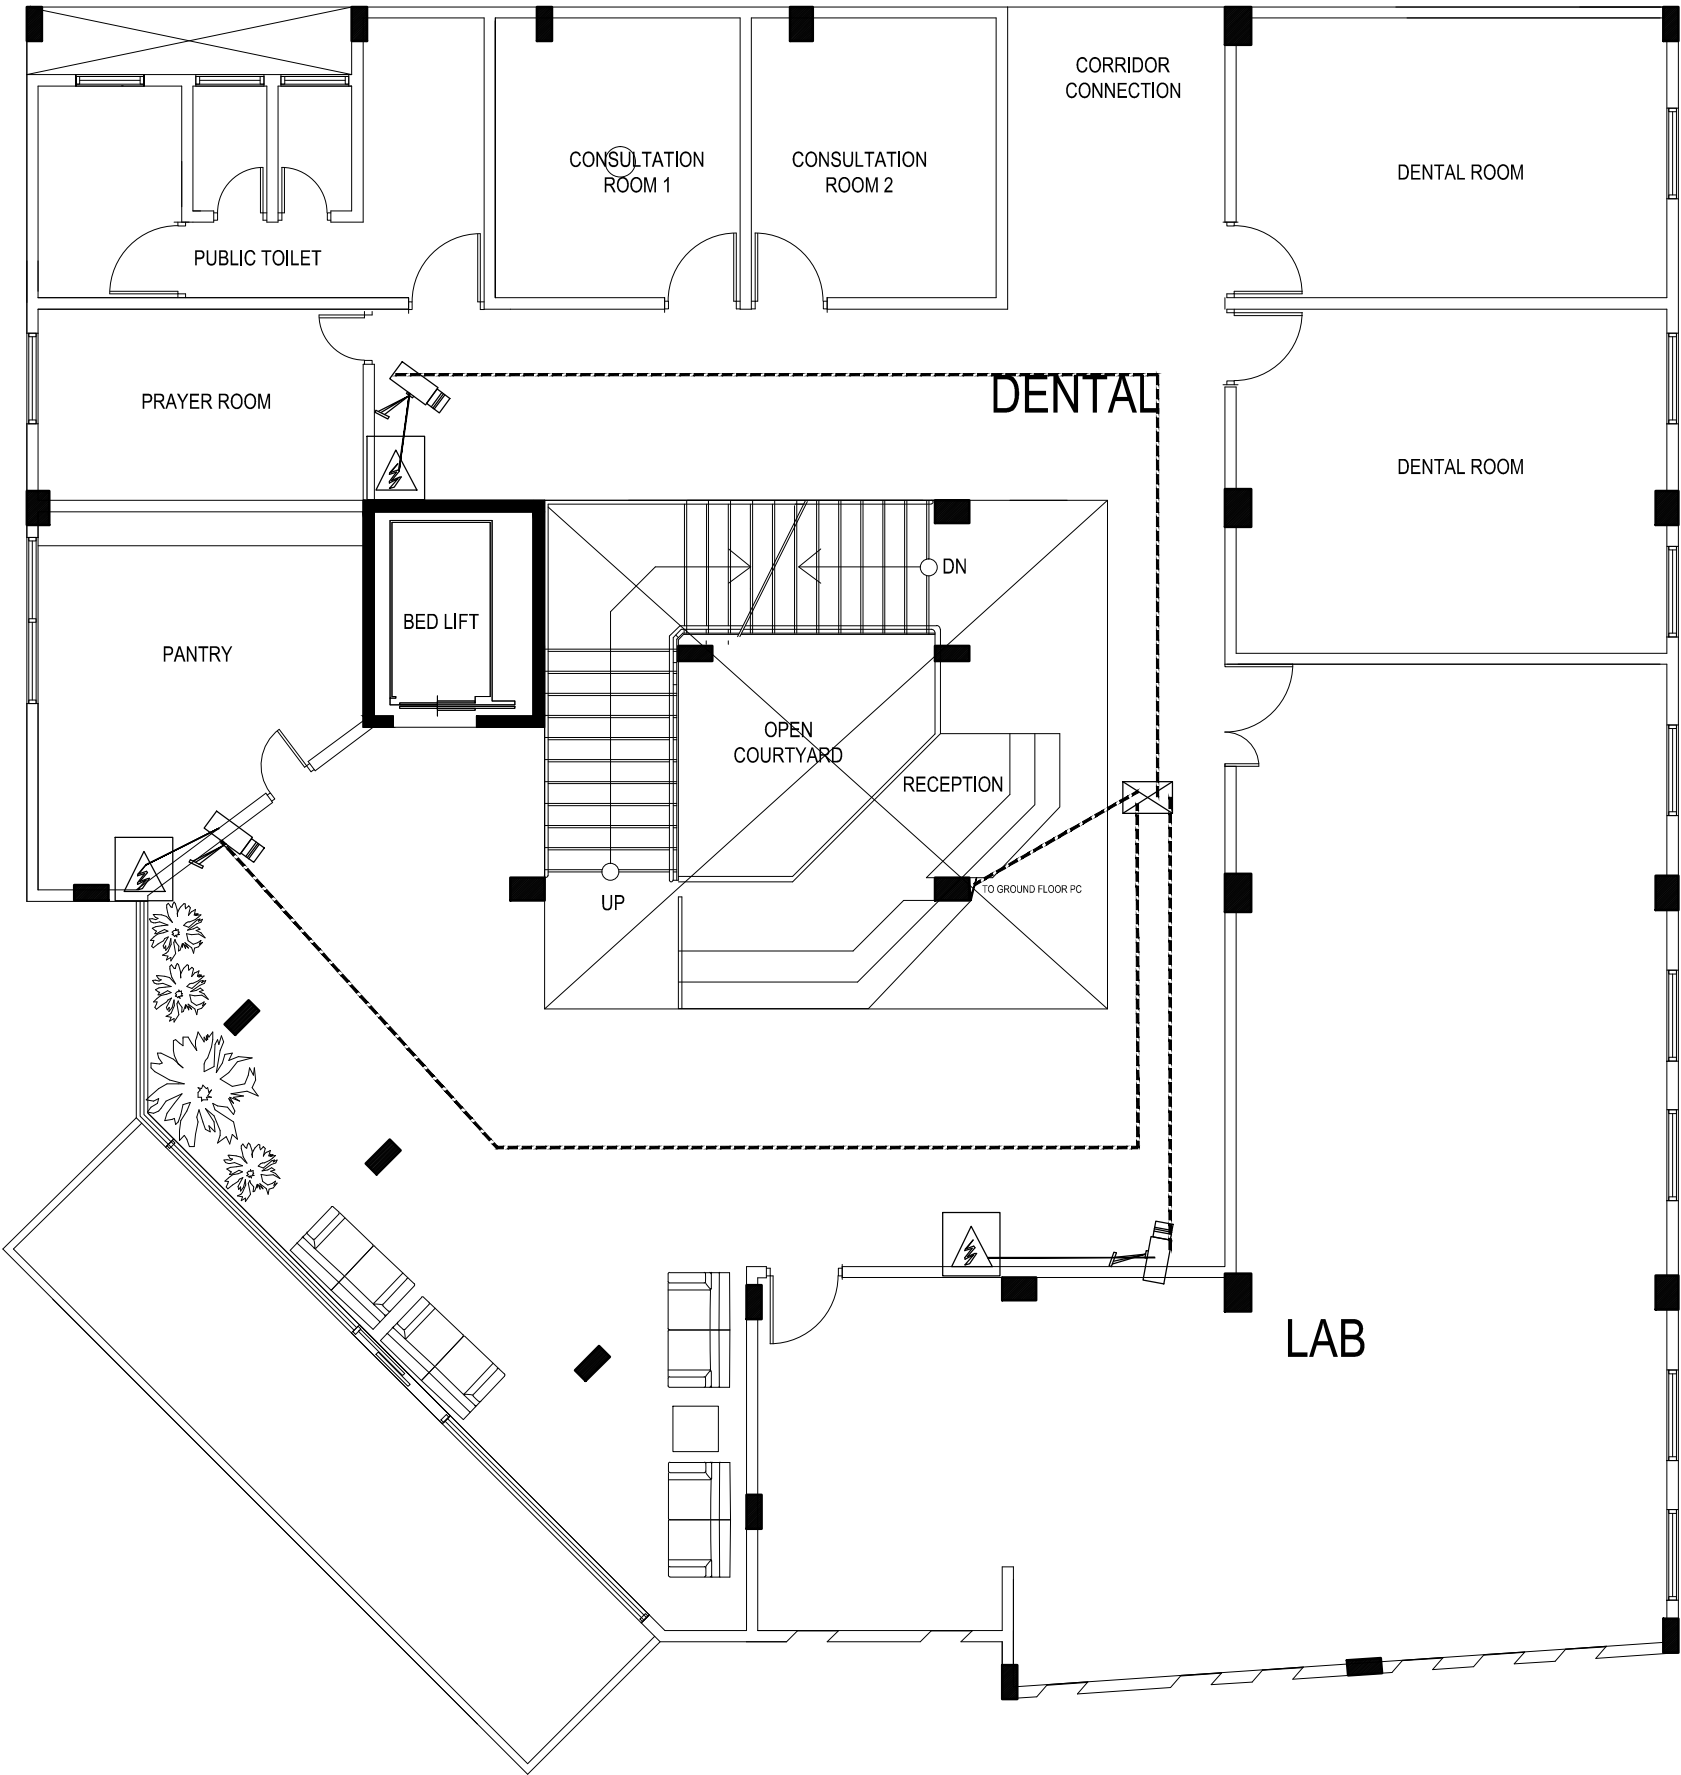 CORRIDOR
CONNECTION
CONSULTATION
ROOM 1
CONSULTATION
ROOM 2
DENTAL ROOM
PUBLIC TOILET
PRAYER ROOM
DENTAL
DENTAL ROOM
DN
BED LIFT
PANTRY
OPEN
COURTYARD
RECEPTION
TO GROUND FLOOR PC
UP
LAB